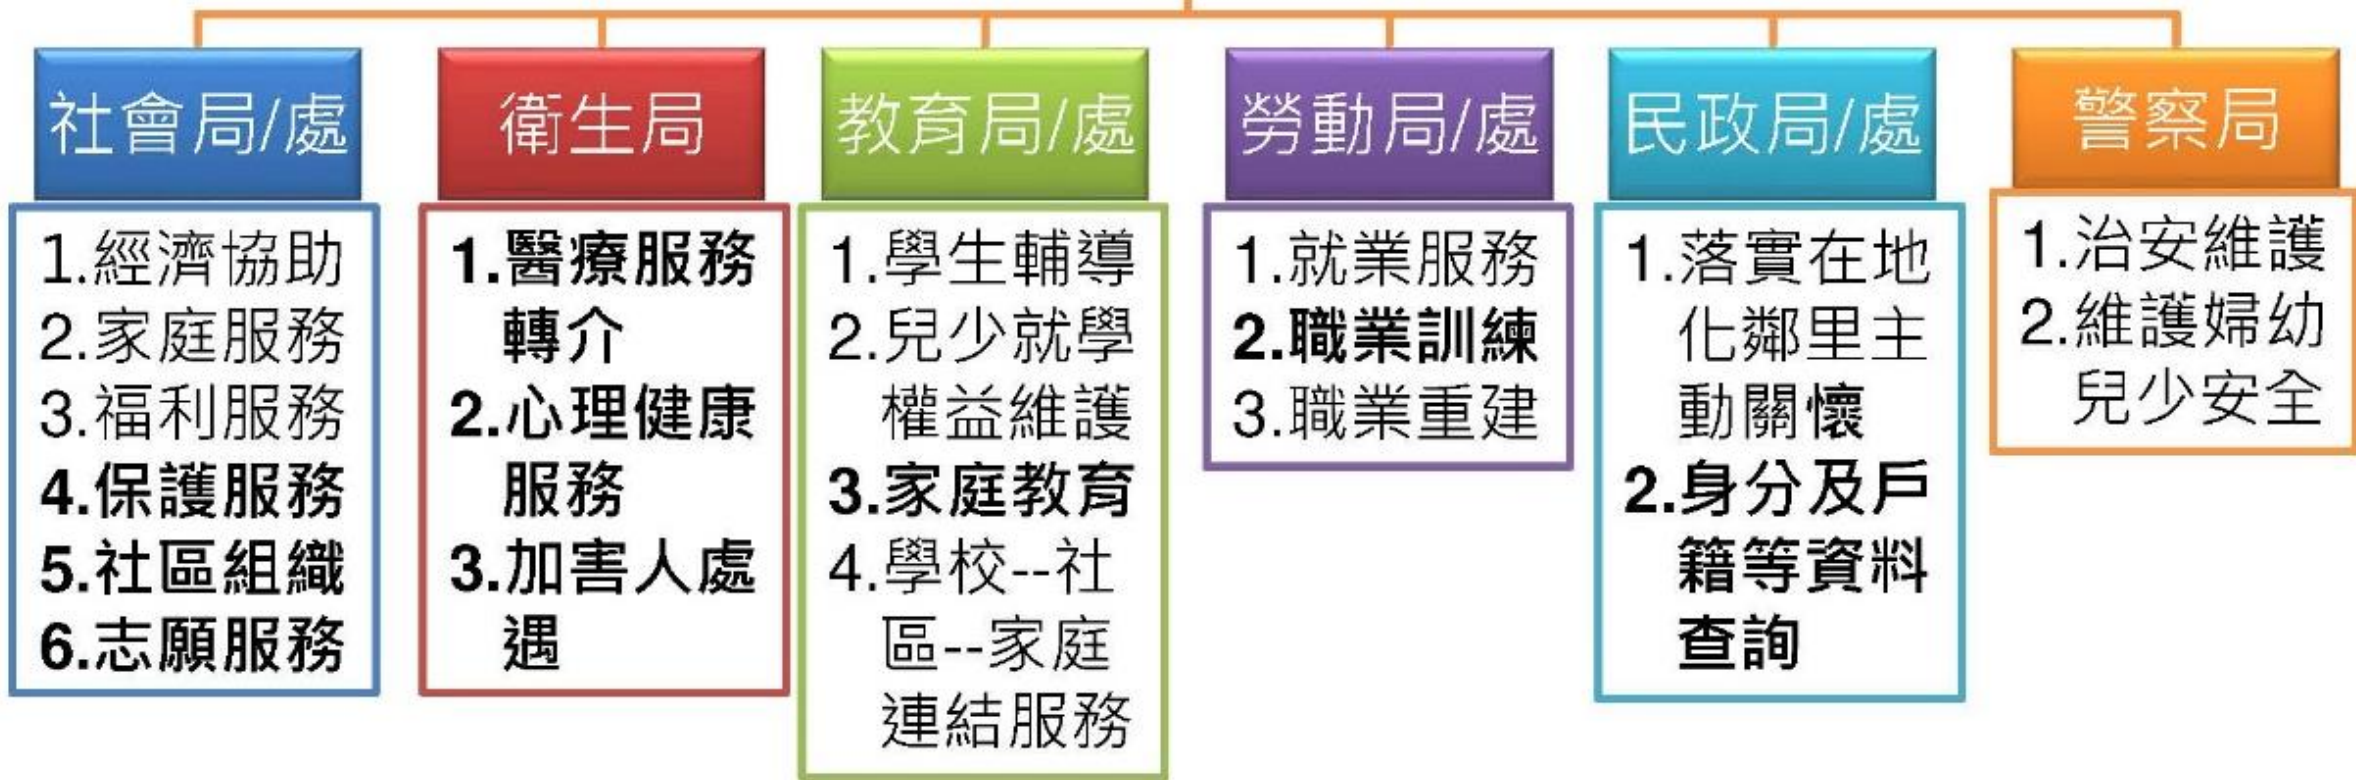 社會局/處
1.經濟協助
2.家庭服務
3.福利服務
4.保護服務
5.社區組織
6.志願服務
衛生局
1.醫療服務
轉介
2.心理健康
服務
3.加害人處
遇
教育局/處
1.學生輔導
2.兒少就學
權益維護
3.家庭教育
4.學校--社
區--家庭
連結服務
勞動局/處
1.就業服務
2.職業訓練
3.職業重建
民政局/處
1.落實在地
化鄰里主
動關懷
2.身分及戶
籍等資料
查詢
警察局
1.治安維護
2.維護婦幼
兒少安全